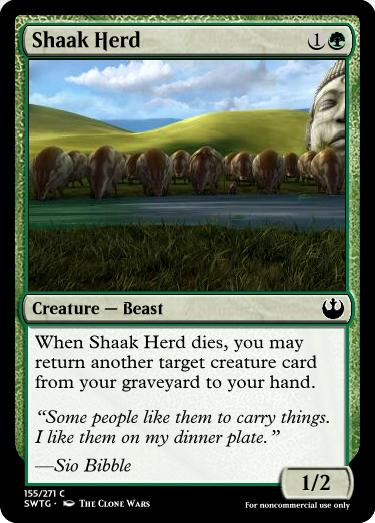 Shaak Herd 1
Creature — Beast
When Shaak Herd dies, you may
return another target creature card
from your graveyard to your hand.
“Some people like them to carry things.
I like them on my dinner plate.”
—Sio Bibble
1/2
155/271 C
SWTG • The Clone Wars
For noncommercial use only